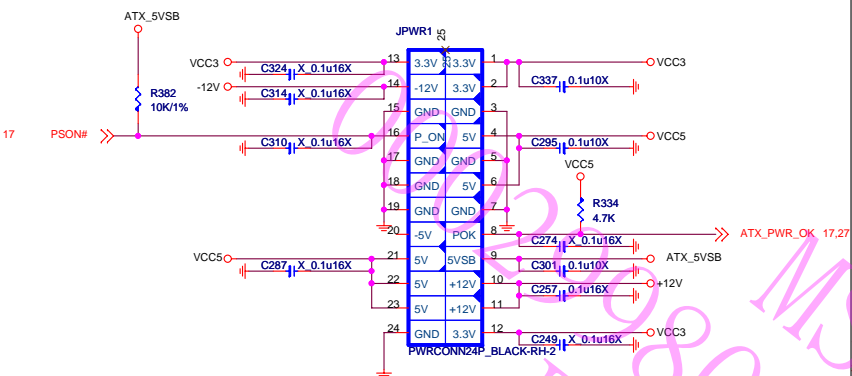 ATX_5VSB
JPWR1
25
25
VCC3
C324
X_0.1u16X
13
3.3V
3.3V
1
VCC3
-12V
C314
X_0.1u16X
14
-12V
3.3V
2
C337
0.1u10X
R382
10K/1%
15
GND
GND
3
17
PSON#
C310
X_0.1u16X
16
P_ON
5V
4
C295
0.1u10X
VCC5
17
GND
GND
5
VCC5
18
GND
5V
6
R334
4.7K
19
GND
GND
7
20
-5V
POK
8
C274
X_0.1u16X
ATX_PWR_OK 17,27
VCC5
C287
X_0.1u16X
21
5V
5VSB
9
C301
0.1u10X
ATX_5VSB
22
5V
+12V
10
C257
0.1u16X
+12V
23
5V
+12V
11
24
GND
3.3V
12
C249
X_0.1u16X
VCC3
PWRCONN24P_BLACK-RH-2